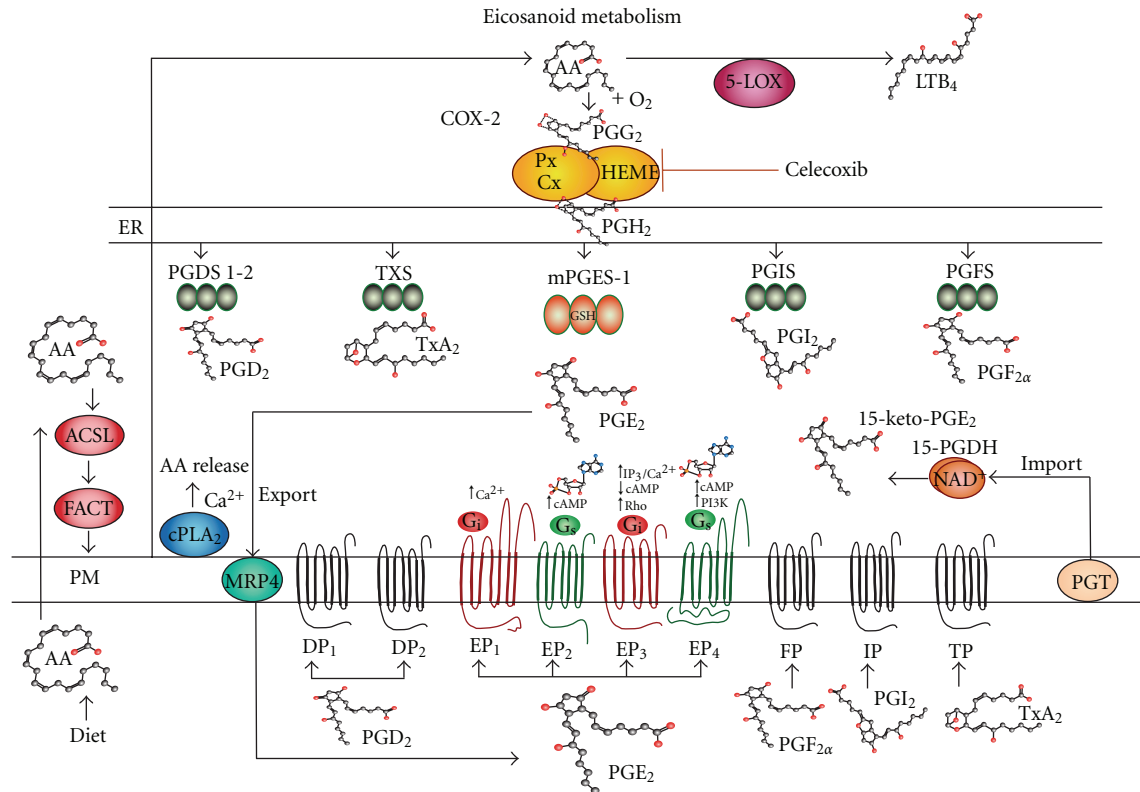 Eicosanoid metabolism
AA
5-LOX
LTB₄
+ O₂
COX-2
PGG₂
Px
Cx
HEME
Celecoxib
ER
PGH₂
PGDS 1-2
TXS
mPGES-1
PGIS
PGFS
GSH
AA
PGD₂
TxA₂
PGI₂
PGF₂α
PGE₂
15-keto-PGE₂
15-PGDH
NAD⁺
Import
ACSL
FACT
AA release
Ca²⁺
cPLA₂
Export
↑Ca²⁺
Gᵢ
↑cAMP
Gₛ
↑IP₃/Ca²⁺
↓cAMP
↑Rho
Gᵢ
↑cAMP
↑PI3K
Gₛ
PM
MRP4
PGT
DP₁
DP₂
EP₁
EP₂
EP₃
EP₄
FP
IP
TP
AA
Diet
PGD₂
PGE₂
PGF₂α
PGI₂
TxA₂